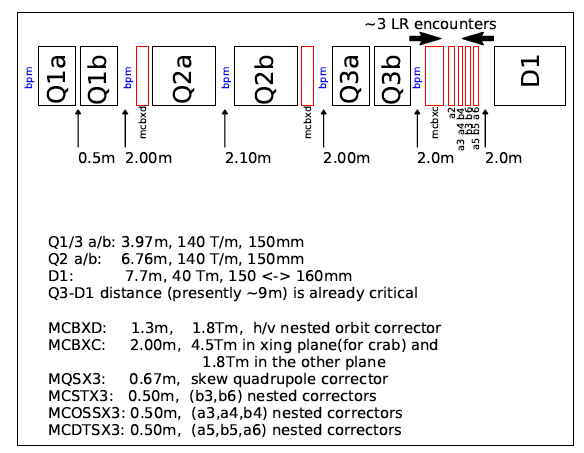 ~3 LR encounters
bpm
Q1a
Q1b
bpm
mcbxd
Q2a
bpm
Q2b
mcbxd
bpm
Q3a
Q3b
bpm
mcbxc
a2
a3 a4 b4
b3 b6
a5 b5 a6
bpm
D1
0.5m
2.00m
2.10m
2.00m
2.0m
2.0m
Q1/3 a/b: 3.97m, 140 T/m, 150mm
Q2 a/b: 6.76m, 140 T/m, 150mm
D1: 7.7m, 40 Tm, 150 <-> 160mm
Q3-D1 distance (presently ~9m) is already critical
MCBXD: 1.3m, 1.8Tm, h/v nested orbit corrector
MCBXC: 2.00m, 4.5Tm in xing plane(for crab) and
1.8Tm in the other plane
MQSX3: 0.67m, skew quadrupole corrector
MCSTX3: 0.50m, (b3,b6) nested correctors
MCOSSX3: 0.50m, (a3,a4,b4) nested correctors
MCDTSX3: 0.50m, (a5,b5,a6) nested correctors